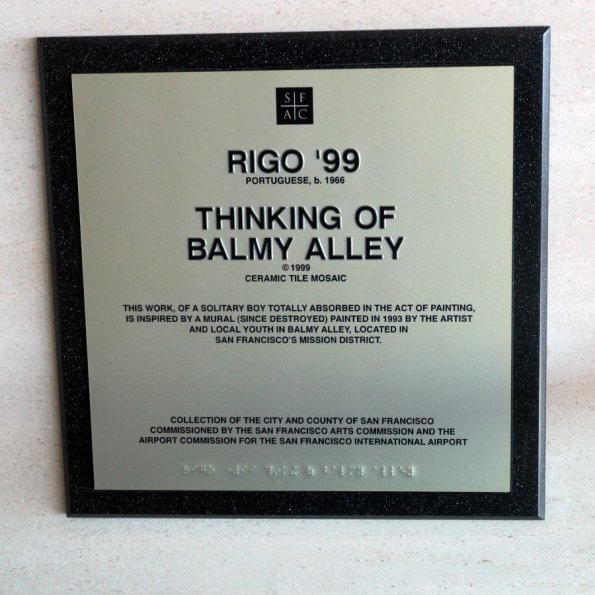 S F
A C
RIGO '99
PORTUGUESE, b. 1966
THINKING OF
BALMY ALLEY
© 1999
CERAMIC TILE MOSAIC
THIS WORK, OF A SOLITARY BOY TOTALLY ABSORBED IN THE ACT OF PAINTING,
IS INSPIRED BY A MURAL (SINCE DESTROYED) PAINTED IN 1993 BY THE ARTIST
AND LOCAL YOUTH IN BALMY ALLEY, LOCATED IN
SAN FRANCISCO'S MISSION DISTRICT.
COLLECTION OF THE CITY AND COUNTY OF SAN FRANCISCO
COMMISSIONED BY THE SAN FRANCISCO ARTS COMMISSION AND THE
AIRPORT COMMISSION FOR THE SAN FRANCISCO INTERNATIONAL AIRPORT